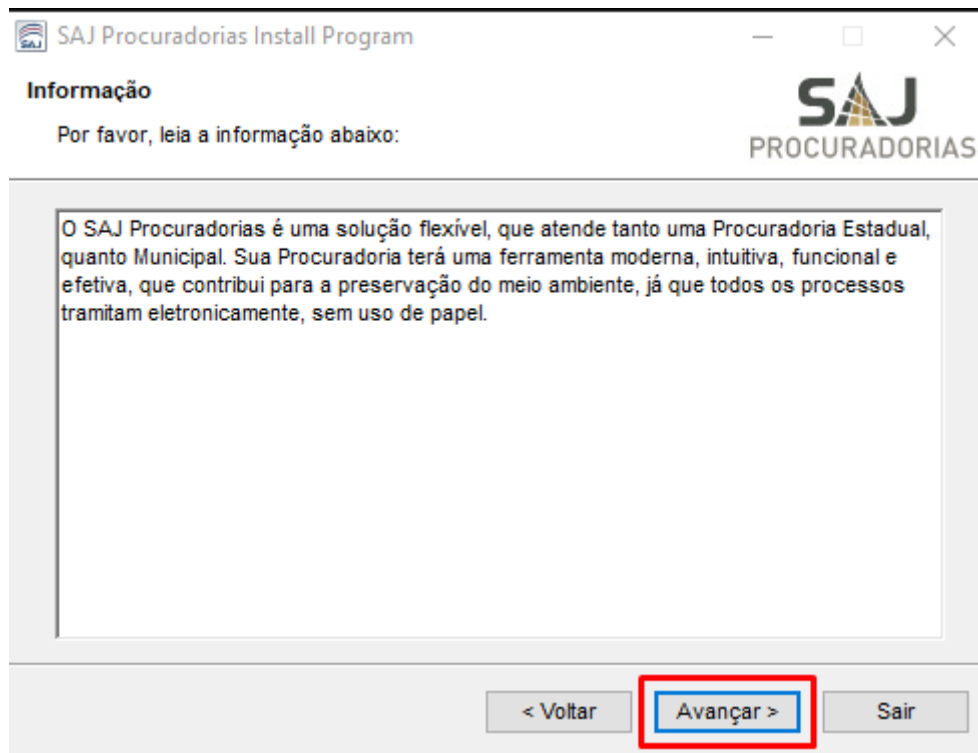 SAJ Procuradorias Install Program
Informação
Por favor, leia a informação abaixo:
SAJ
PROCURADORIAS
O SAJ Procuradorias é uma solução flexível, que atende tanto uma Procuradoria Estadual,
quanto Municipal. Sua Procuradoria terá uma ferramenta moderna, intuitiva, funcional e
efetiva, que contribui para a preservação do meio ambiente, já que todos os processos
tramitam eletronicamente, sem uso de papel.
< Voltar
Avançar >
Sair